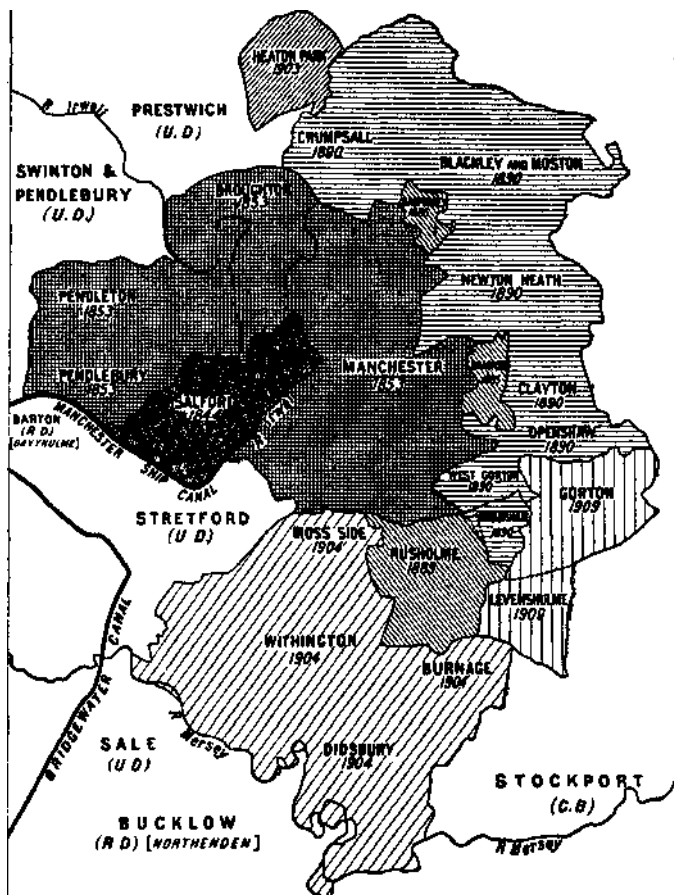 HEATON PARK
1903
R. Irwell
PRESTWICH
(U.D)
CRUMPSALL
1890
BLACKLEY AND MOSTON
1890
SWINTON &
PENDLEBURY
(U.D.)
BROUGHTON
1853
NEWTON HEATH
1890
PENDLETON
1853
MANCHESTER
1853
PENDLEBURY
1853
SALFORD
R. IRWELL
CLAYTON
1890
OPENSHAW
1890
BARTON
(R D)
[DAVYHULME]
MANCHESTER SHIP CANAL
WEST GORTON
1890
GORTON
1909
STRETFORD
(U D.)
MOSS SIDE
1904
RUSHOLME
1885
1890
LEVENSHULME
1909
WITHINGTON
1904
BURNAGE
1904
BRIDGEWATER CANAL
R Mersey
SALE
(U D)
DIDSBURY
1904
STOCKPORT
(C.B)
BUCKLOW
(R D) [NORTHENDEN]
R Mersey